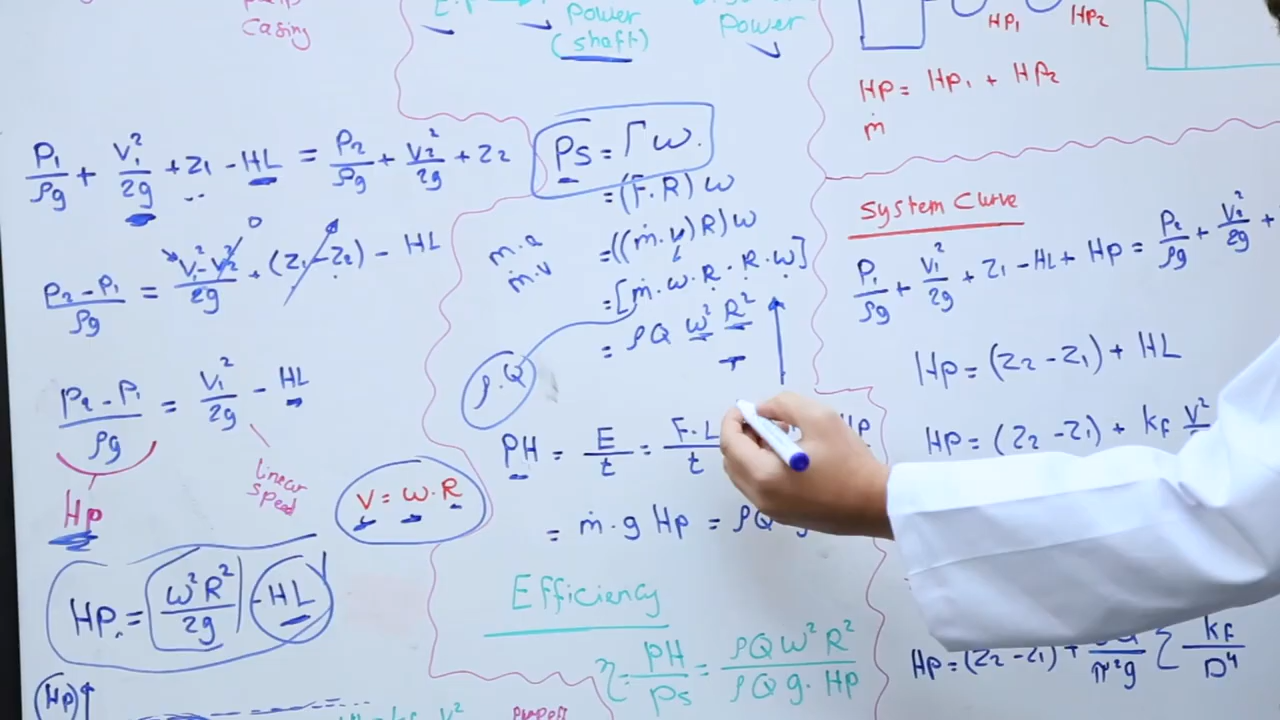 Casing
P₁/ρg + V₁²/2g + Z₁ - HL = P₂/ρg + V₂²/2g + Z₂
P₂-P₁/ρg = V₁²-V₂²/2g + (Z₁-Z₂) - HL
0
P₂-P₁/ρg = V₁²/2g - HL
linear
speed
Hp
V = ω.R
Hp = ω²R²/2g - HL
Hp
Power
(shaft)
Power
Ps = Γ ω.
= (F.R) ω
= ((ṁ.v) R) ω
= [ṁ.ω.R.R.ω]
= ρQ ω² R²
m.a
ṁ.v
ρ.Q
PH = E/t = F.L/t
HP
= ṁ.g Hp = ρQ g
Efficiency
η = PH/Ps = ρQω²R²/ρQg.Hp
HP₁ HP₂
HP = HP₁ + HP₂
ṁ
System Curve
P₁/ρg + V₁²/2g + Z₁ - HL + Hp = P₂/ρg + V₂²/2g +
Hp = (Z₂-Z₁) + HL
Hp = (Z₂-Z₁) + kf V²
Hp = (Z₂-Z₁) + /π²g Σ kf/D⁴